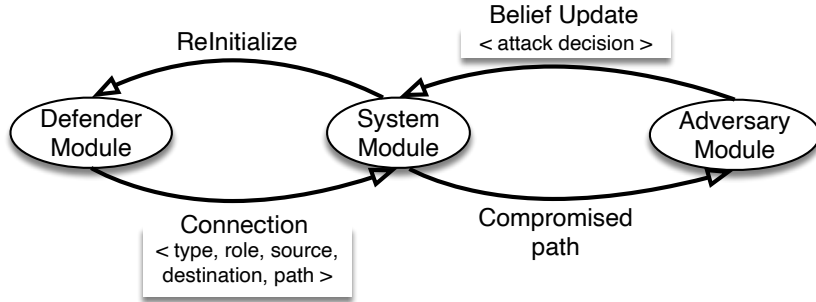 Belief Update
< attack decision >
ReInitialize
Defender
Module
System
Module
Adversary
Module
Connection
< type, role, source,
destination, path >
Compromised
path